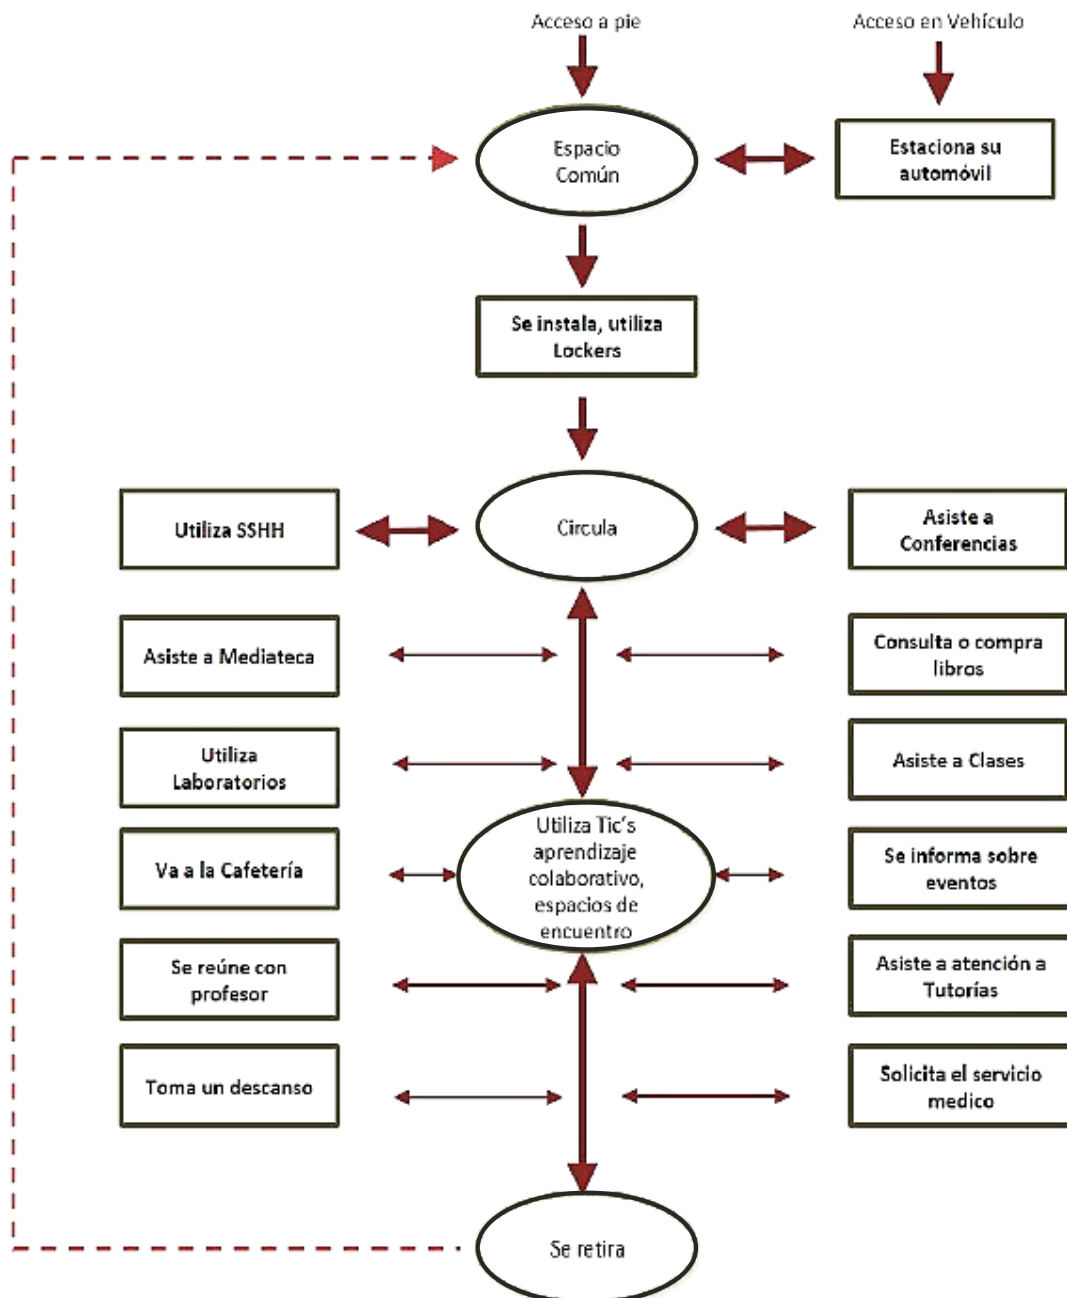 Acceso a pie
Acceso en Vehículo
Espacio
Común
Estaciona su
automóvil
Se instala, utiliza
Lockers
Utiliza SSHH
Circula
Asiste a
Conferencias
Asiste a Mediateca
Consulta o compra
libros
Utiliza
Laboratorios
Asiste a Clases
Va a la Cafetería
Utiliza Tic's
aprendizaje
colaborativo,
espacios de
encuentro
Se informa sobre
eventos
Se reúne con
profesor
Asiste a atención a
Tutorías
Toma un descanso
Solicita el servicio
medico
Se retira